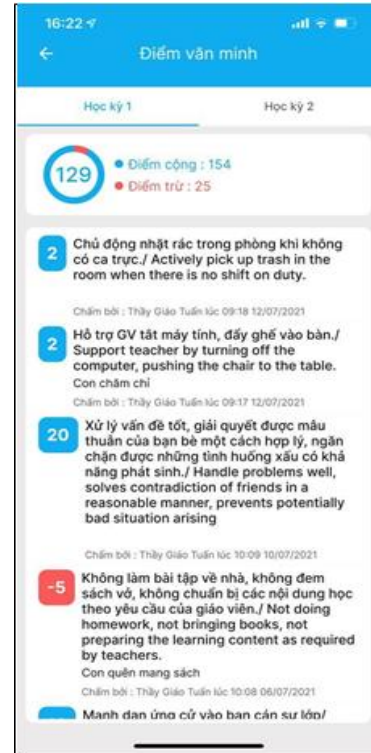 16:22
Điểm văn minh
Học kỳ 1
Học kỳ 2
129
Điểm cộng : 154
Điểm trừ : 25
2
Chủ động nhặt rác trong phòng khi không
có ca trực./ Actively pick up trash in the
room when there is no shift on duty.
Chấm bởi : Thầy Giáo Tuấn lúc 09:18 12/07/2021
2
Hỗ trợ GV tắt máy tính, đẩy ghế vào bàn./
Support teacher by turning off the
computer, pushing the chair to the table.
Con chăm chỉ
Chấm bởi : Thầy Giáo Tuấn lúc 09:17 12/07/2021
20
Xử lý vấn đề tốt, giải quyết được mâu
thuẫn của bạn bè một cách hợp lý, ngăn
chặn được những tình huống xấu có khả
năng phát sinh./ Handle problems well,
solves contradiction of friends in a
reasonable manner, prevents potentially
bad situation arising
Chấm bởi : Thầy Giáo Tuấn lúc 10:09 10/07/2021
-5
Không làm bài tập về nhà, không đem
sách vở, không chuẩn bị các nội dung học
theo yêu cầu của giáo viên./ Not doing
homework, not bringing books, not
preparing the learning content as required
by teachers.
Con quên mang sách
Chấm bởi : Thầy Giáo Tuấn lúc 10:08 06/07/2021
Mạnh dạn ứng cử vào ban cán sự lớp/